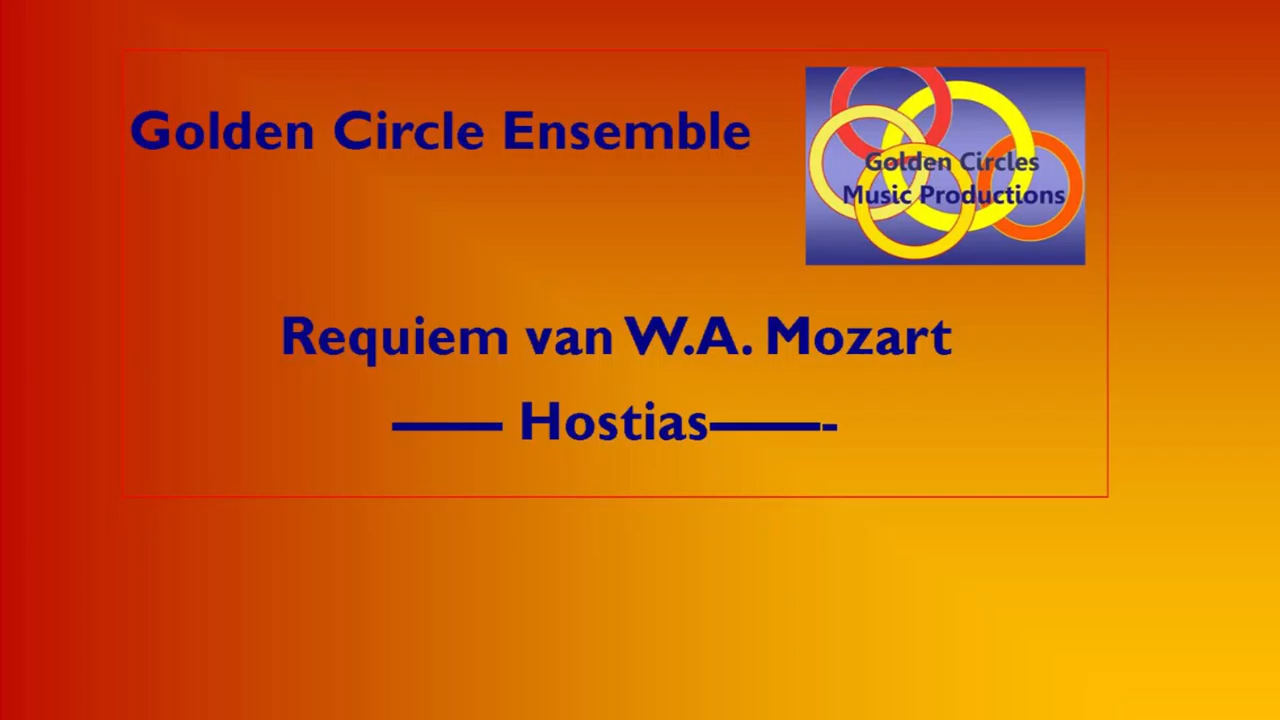 Golden Circle Ensemble
Golden Circles
Music Productions
Requiem van W.A. Mozart
—— Hostias——-